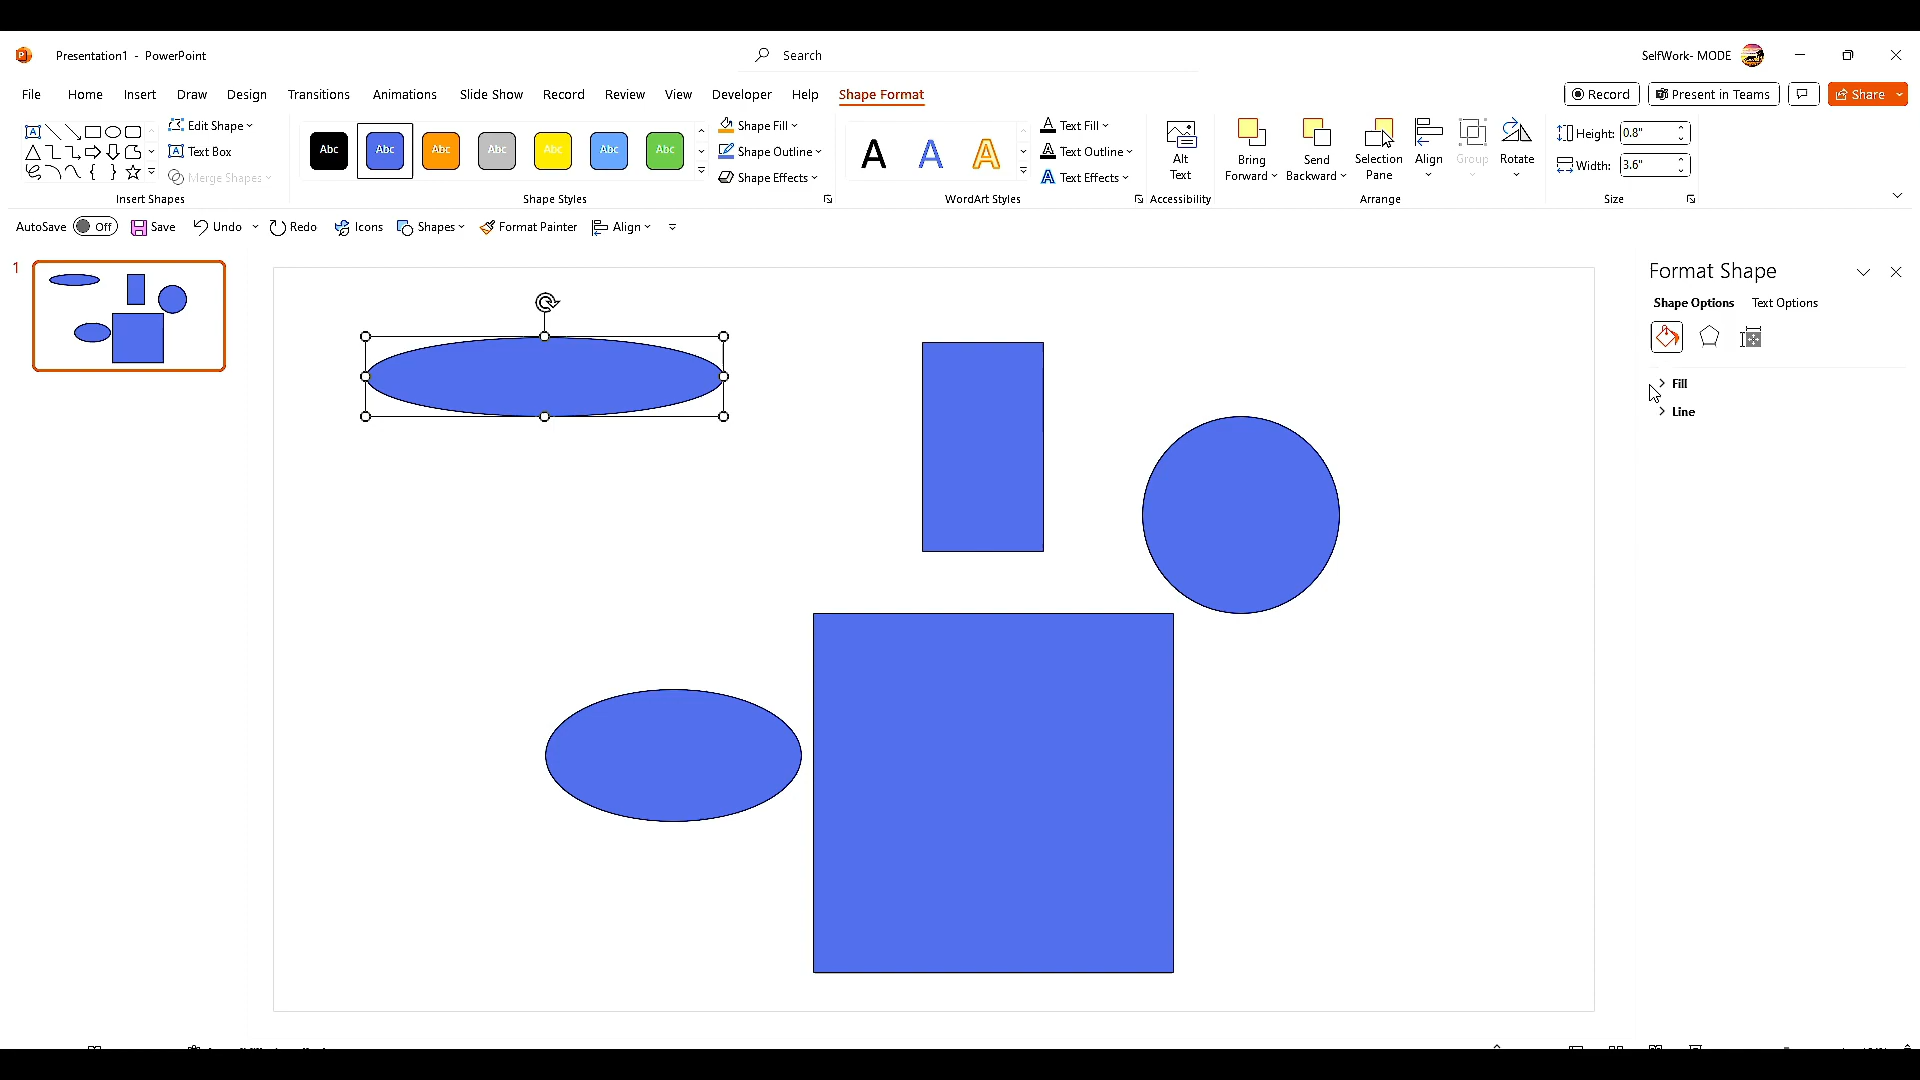 Presentation1 - PowerPoint
Search
SelfWork- MODE
File Home Insert Draw Design Transitions Animations Slide Show Record Review View Developer Help Shape Format
Record Present in Teams Share
Edit Shape
Text Box
Merge Shapes
Insert Shapes
Abc Abc Abc Abc Abc Abc Abc
Shape Fill
Shape Outline
Shape Effects
Shape Styles
A A A
Text Fill
Text Outline
Text Effects
WordArt Styles
Alt
Text
Accessibility
Bring
Forward
Send
Backward
Selection
Pane
Align
Group
Rotate
Arrange
Height: 0.8"
Width: 3.6"
Size
AutoSave Off Save Undo Redo Icons Shapes Format Painter Align
1
Format Shape
Shape Options Text Options
Fill
Line